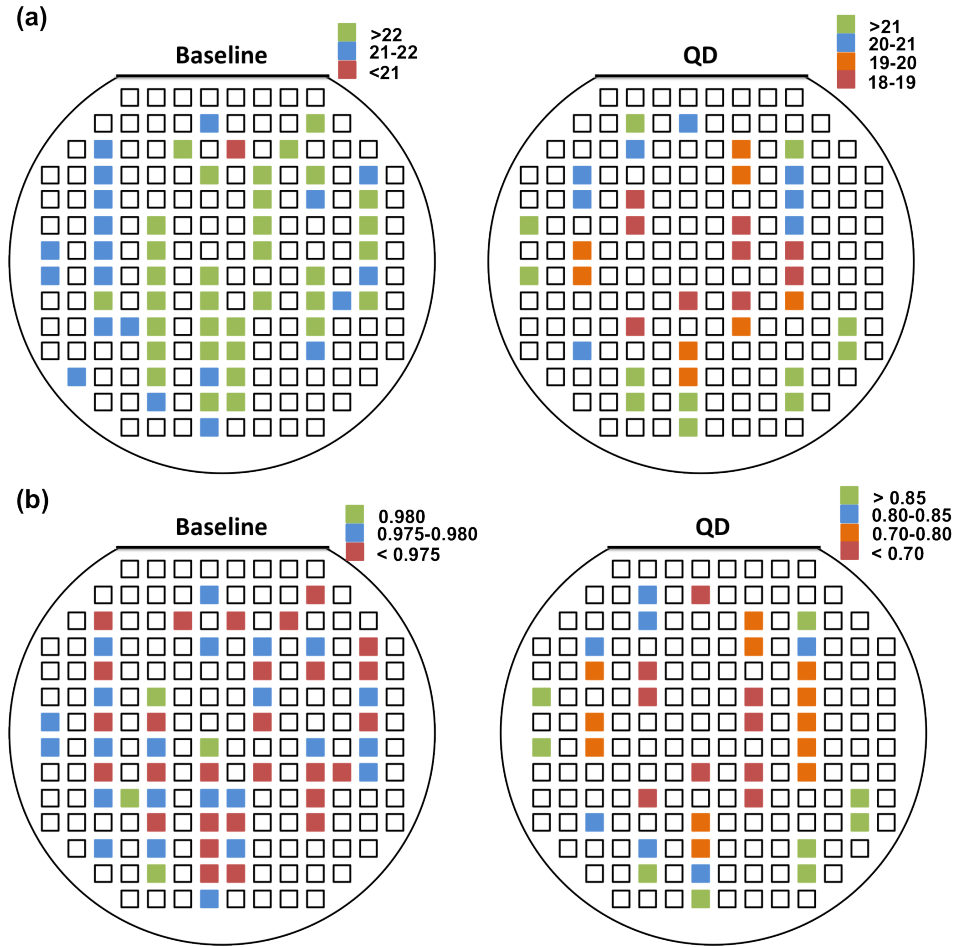 (a)
Baseline
>22
21-22
<21
QD
>21
20-21
19-20
18-19
(b)
Baseline
0.980
0.975-0.980
< 0.975
QD
> 0.85
0.80-0.85
0.70-0.80
< 0.70